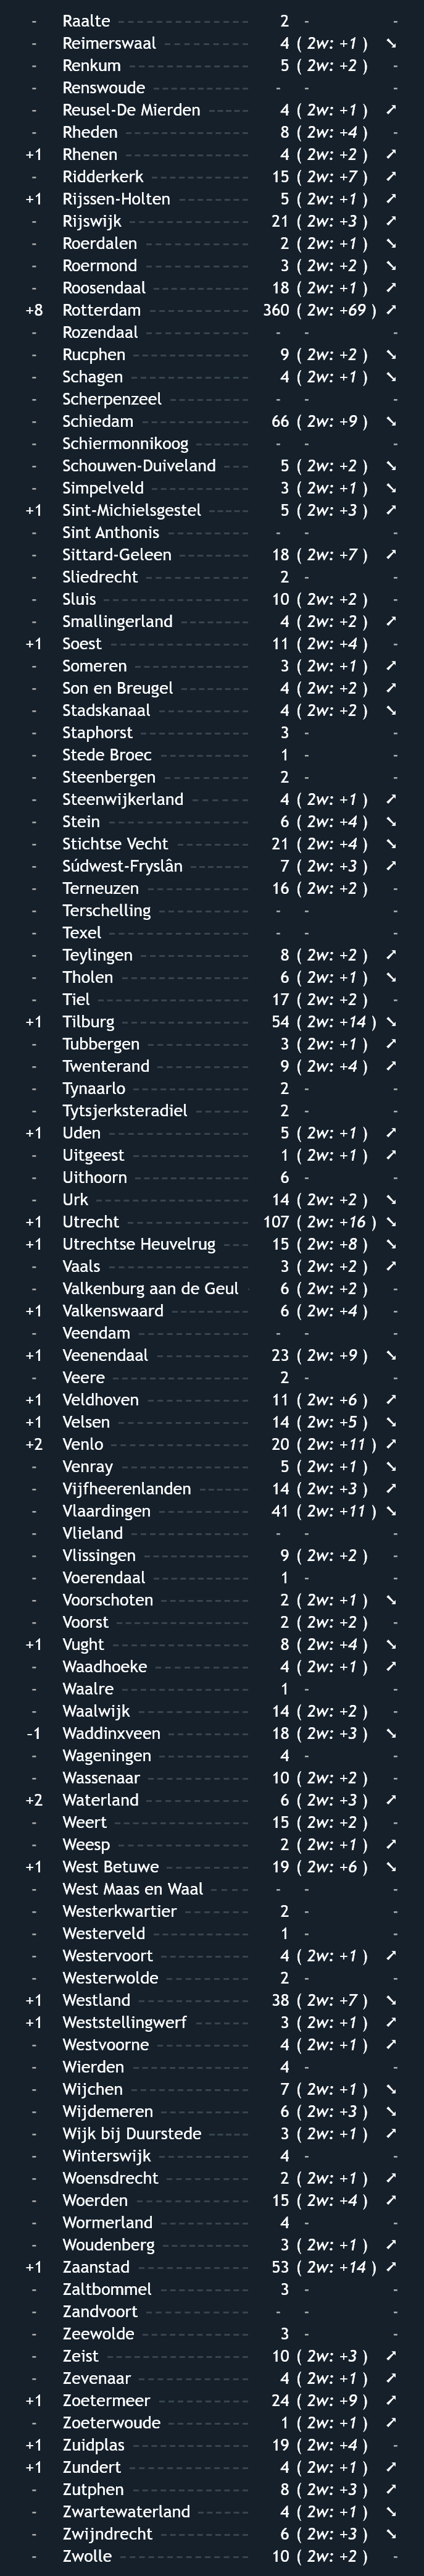 - Raalte 2 - -
- Reimerswaal 4 ( 2w: +1 ) ↘
- Renkum 5 ( 2w: +2 ) -
- Renswoude - - -
- Reusel-De Mierden 4 ( 2w: +1 ) ↗
- Rheden 8 ( 2w: +4 ) -
+1 Rhenen 4 ( 2w: +2 ) ↗
- Ridderkerk 15 ( 2w: +7 ) ↗
+1 Rijssen-Holten 5 ( 2w: +1 ) ↗
- Rijswijk 21 ( 2w: +3 ) ↗
- Roerdalen 2 ( 2w: +1 ) ↘
- Roermond 3 ( 2w: +2 ) ↘
- Roosendaal 18 ( 2w: +1 ) ↗
+8 Rotterdam 360 ( 2w: +69 ) ↗
- Rozendaal - - -
- Rucphen 9 ( 2w: +2 ) ↘
- Schagen 4 ( 2w: +1 ) ↘
- Scherpenzeel - - -
- Schiedam 66 ( 2w: +9 ) ↘
- Schiermonnikoog - - -
- Schouwen-Duiveland 5 ( 2w: +2 ) ↘
- Simpelveld 3 ( 2w: +1 ) ↘
+1 Sint-Michielsgestel 5 ( 2w: +3 ) ↗
- Sint Anthonis - - -
- Sittard-Geleen 18 ( 2w: +7 ) ↗
- Sliedrecht 2 - -
- Sluis 10 ( 2w: +2 ) -
- Smallingerland 4 ( 2w: +2 ) ↗
+1 Soest 11 ( 2w: +4 ) -
- Someren 3 ( 2w: +1 ) ↗
- Son en Breugel 4 ( 2w: +2 ) ↗
- Stadskanaal 4 ( 2w: +2 ) ↘
- Staphorst 3 - -
- Stede Broec 1 - -
- Steenbergen 2 - -
- Steenwijkerland 4 ( 2w: +1 ) ↗
- Stein 6 ( 2w: +4 ) ↘
- Stichtse Vecht 21 ( 2w: +4 ) ↘
- Súdwest-Fryslân 7 ( 2w: +3 ) ↗
- Terneuzen 16 ( 2w: +2 ) -
- Terschelling - - -
- Texel - - -
- Teylingen 8 ( 2w: +2 ) ↗
- Tholen 6 ( 2w: +1 ) ↘
- Tiel 17 ( 2w: +2 ) -
+1 Tilburg 54 ( 2w: +14 ) ↘
- Tubbergen 3 ( 2w: +1 ) ↗
- Twenterand 9 ( 2w: +4 ) ↗
- Tynaarlo 2 - -
- Tytsjerksteradiel 2 - -
+1 Uden 5 ( 2w: +1 ) ↗
- Uitgeest 1 ( 2w: +1 ) ↗
- Uithoorn 6 - -
- Urk 14 ( 2w: +2 ) ↘
+1 Utrecht 107 ( 2w: +16 ) ↘
+1 Utrechtse Heuvelrug 15 ( 2w: +8 ) ↘
- Vaals 3 ( 2w: +2 ) ↗
- Valkenburg aan de Geul 6 ( 2w: +2 ) -
+1 Valkenswaard 6 ( 2w: +4 ) -
- Veendam - - -
+1 Veenendaal 23 ( 2w: +9 ) ↘
- Veere 2 - -
+1 Veldhoven 11 ( 2w: +6 ) ↗
+1 Velsen 14 ( 2w: +5 ) ↘
+2 Venlo 20 ( 2w: +11 ) ↗
- Venray 5 ( 2w: +1 ) ↘
- Vijfheerenlanden 14 ( 2w: +3 ) ↗
- Vlaardingen 41 ( 2w: +11 ) ↘
- Vlieland - - -
- Vlissingen 9 ( 2w: +2 ) -
- Voerendaal 1 - -
- Voorschoten 2 ( 2w: +1 ) ↘
- Voorst 2 ( 2w: +2 ) -
+1 Vught 8 ( 2w: +4 ) ↘
- Waadhoeke 4 ( 2w: +1 ) ↗
- Waalre 1 - -
- Waalwijk 14 ( 2w: +2 ) -
-1 Waddinxveen 18 ( 2w: +3 ) ↘
- Wageningen 4 - -
- Wassenaar 10 ( 2w: +2 ) -
+2 Waterland 6 ( 2w: +3 ) ↗
- Weert 15 ( 2w: +2 ) -
- Weesp 2 ( 2w: +1 ) ↗
+1 West Betuwe 19 ( 2w: +6 ) ↘
- West Maas en Waal - - -
- Westerkwartier 2 - -
- Westerveld 1 - -
- Westervoort 4 ( 2w: +1 ) ↗
- Westerwolde 2 - -
+1 Westland 38 ( 2w: +7 ) ↘
+1 Weststellingwerf 3 ( 2w: +1 ) ↗
- Westvoorne 4 ( 2w: +1 ) ↗
- Wierden 4 - -
- Wijchen 7 ( 2w: +1 ) ↘
- Wijdemeren 6 ( 2w: +3 ) ↘
- Wijk bij Duurstede 3 ( 2w: +1 ) ↗
- Winterswijk 4 - -
- Woensdrecht 2 ( 2w: +1 ) ↗
- Woerden 15 ( 2w: +4 ) ↗
- Wormerland 4 - -
- Woudenberg 3 ( 2w: +1 ) ↗
+1 Zaanstad 53 ( 2w: +14 ) ↗
- Zaltbommel 3 - -
- Zandvoort - - -
- Zeewolde 3 - -
- Zeist 10 ( 2w: +3 ) ↗
- Zevenaar 4 ( 2w: +1 ) ↗
+1 Zoetermeer 24 ( 2w: +9 ) ↗
- Zoeterwoude 1 ( 2w: +1 ) ↗
+1 Zuidplas 19 ( 2w: +4 ) -
+1 Zundert 4 ( 2w: +1 ) ↗
- Zutphen 8 ( 2w: +3 ) ↗
- Zwartewaterland 4 ( 2w: +1 ) ↘
- Zwijndrecht 6 ( 2w: +3 ) ↘
- Zwolle 10 ( 2w: +2 ) -